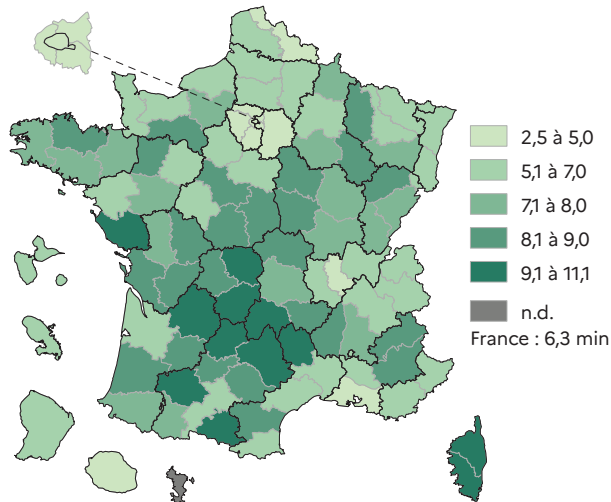 2,5 à 5,0
5,1 à 7,0
7,1 à 8,0
8,1 à 9,0
9,1 à 11,1
n.d.
France : 6,3 min